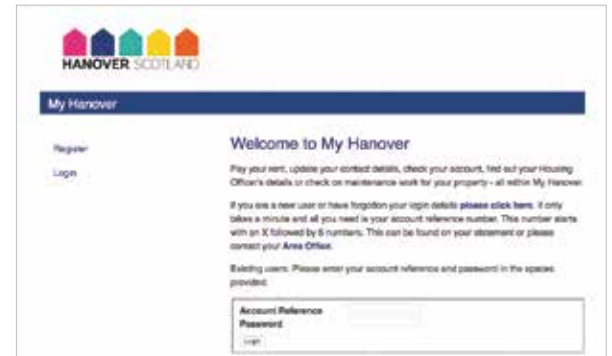 HANOVER SCOTLAND
My Hanover
Register
Login
Welcome to My Hanover
Pay your rent, update your contact details, check your account, find out your Housing
Officer's details or check on maintenance work for your property - all within My Hanover.
If you are a new user or have forgotten your login details please click here. It only
takes a minute and all you need is your account reference number. This number starts
with an X followed by 6 numbers. This can be found on your statement or please
contact your Area Office.
Existing users: Please enter your account reference and password in the spaces
provided.
Account Reference
Password
Login